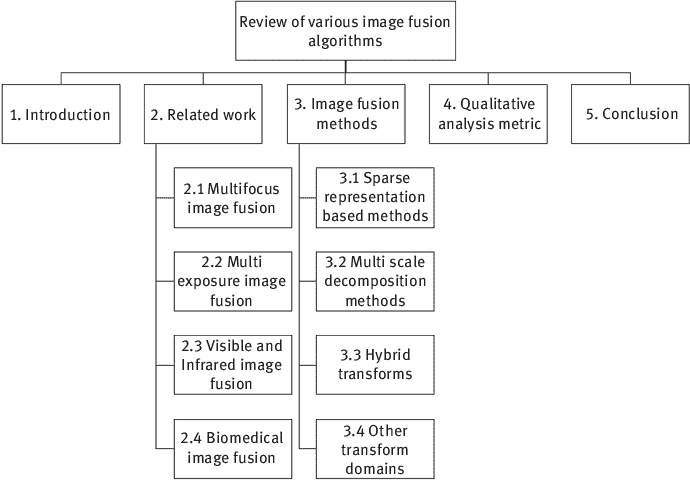 Review of various image fusion
algorithms
1. Introduction
2. Related work
3. Image fusion
methods
4. Qualitative
analysis metric
5. Conclusion
2.1 Multifocus
image fusion
2.2 Multi
exposure image
fusion
2.3 Visible and
Infrared image
fusion
2.4 Biomedical
image fusion
3.1 Sparse
representation
based methods
3.2 Multi scale
decomposition
methods
3.3 Hybrid
transforms
3.4 Other
transform
domains